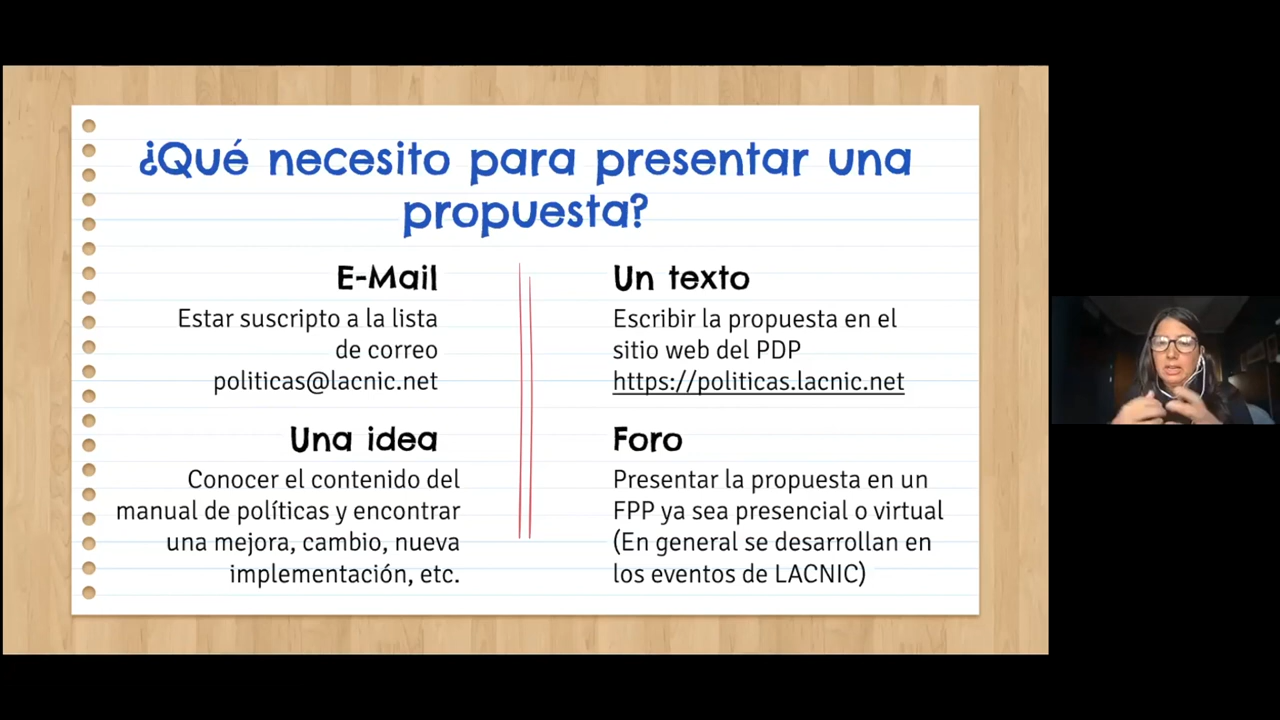 ¿Qué necesito para presentar una
propuesta?
E-Mail
Estar suscripto a la lista
de correo
politicas@lacnic.net
Una idea
Conocer el contenido del
manual de políticas y encontrar
una mejora, cambio, nueva
implementación, etc.
Un texto
Escribir la propuesta en el
sitio web del PDP
https://politicas.lacnic.net
Foro
Presentar la propuesta en un
FPP ya sea presencial o virtual
(En general se desarrollan en
los eventos de LACNIC)